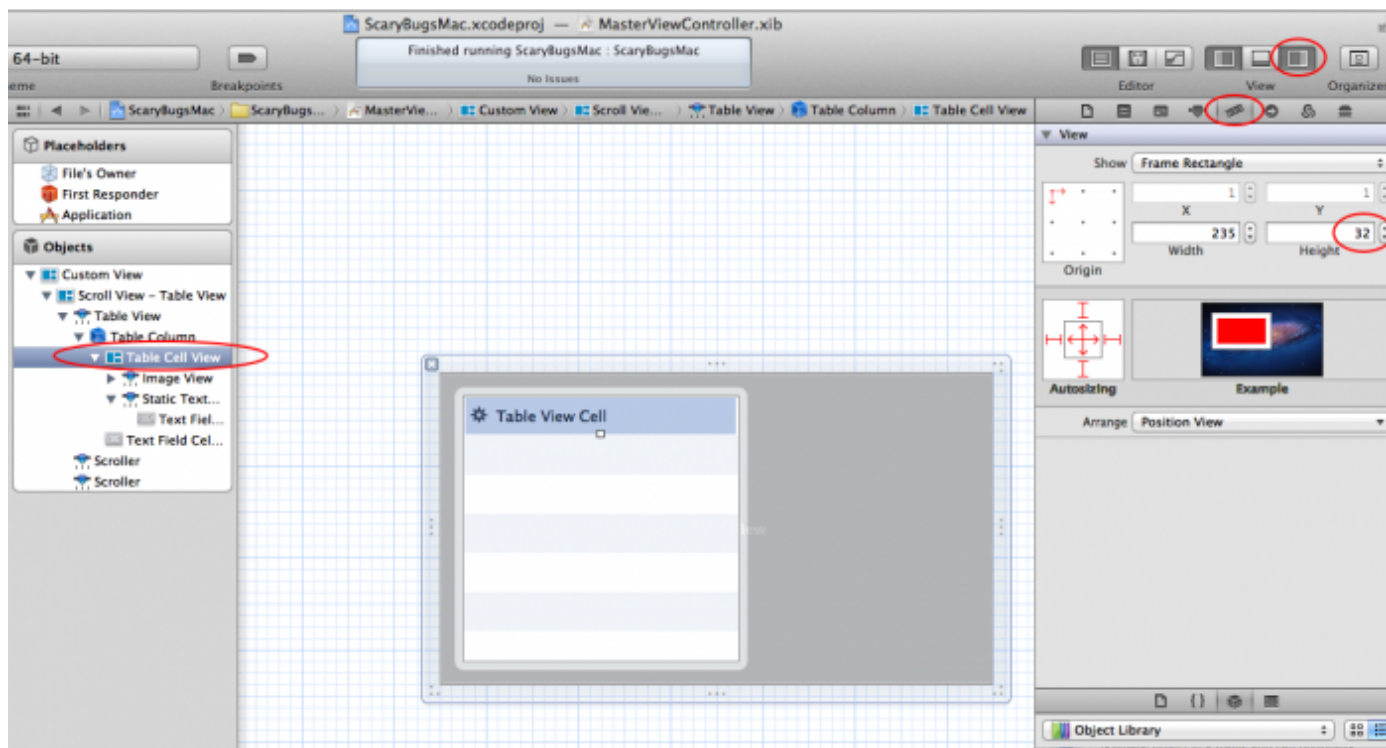 ScaryBugsMac.xcodeproj — MasterViewController.xib
64-bit
Finished running ScaryBugsMac : ScaryBugsMac
No Issues
eme
Breakpoints
Editor
View
Organizer
ScaryBugsMac
ScaryBugs...
MasterVie...
Custom View
Scroll Vie...
Table View
Table Column
Table Cell View
Placeholders
File's Owner
First Responder
Application
Objects
Custom View
Scroll View - Table View
Table View
Table Column
Table Cell View
Image View
Static Text...
Text Fiel...
Text Field Cel...
Scroller
Scroller
Table View Cell
View
Show Frame Rectangle
1 1
X Y
235 32
Width Height
Origin
Autosizing Example
Arrange Position View
{}
Object Library